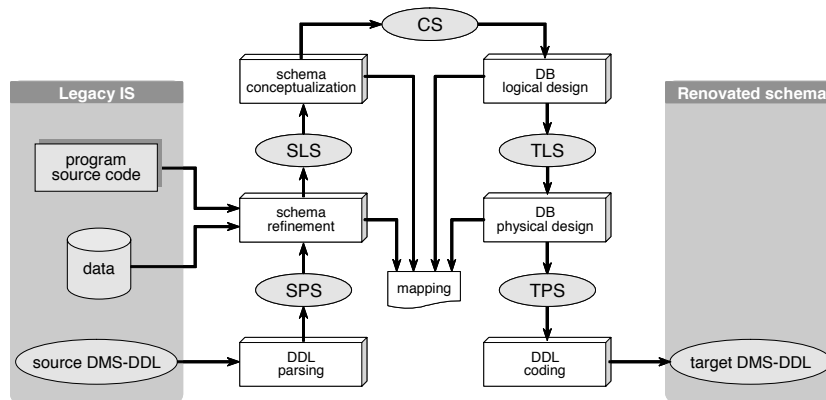 CS
schema
conceptualization
DB
logical design
Legacy IS
Renovated schema
program
source code
SLS
TLS
schema
refinement
DB
physical design
data
SPS
mapping
TPS
source DMS-DDL
DDL
parsing
DDL
coding
target DMS-DDL